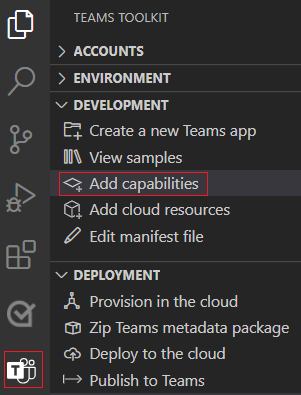 TEAMS TOOLKIT
ACCOUNTS
ENVIRONMENT
DEVELOPMENT
Create a new Teams app
View samples
Add capabilities
Add cloud resources
Edit manifest file
DEPLOYMENT
Provision in the cloud
Zip Teams metadata package
Deploy to the cloud
Publish to Teams